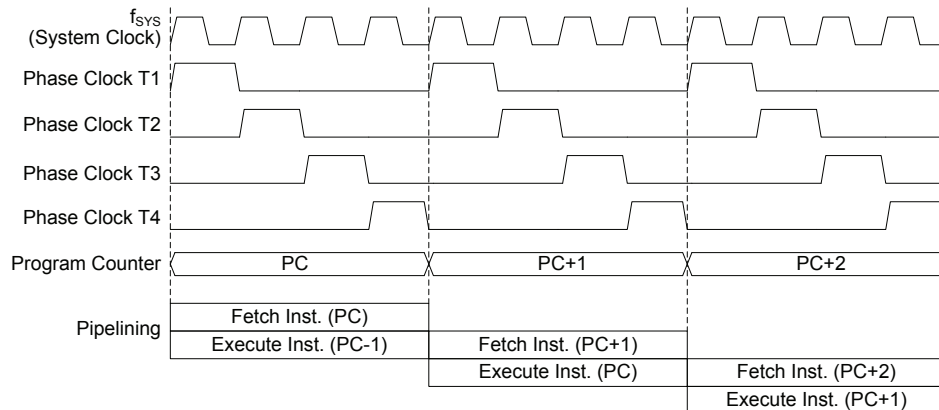 fSYS
(System Clock)
Phase Clock T1
Phase Clock T2
Phase Clock T3
Phase Clock T4
Program Counter PC PC+1 PC+2
Pipelining
Fetch Inst. (PC)
Execute Inst. (PC-1) Fetch Inst. (PC+1)
Execute Inst. (PC) Fetch Inst. (PC+2)
Execute Inst. (PC+1)